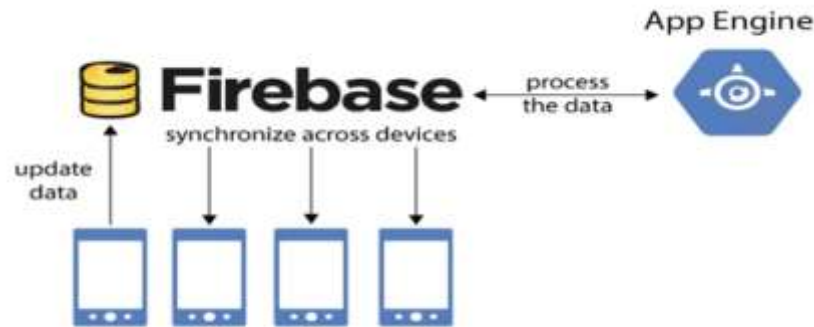 App Engine
Firebase
process
the data
synchronize across devices
update
data